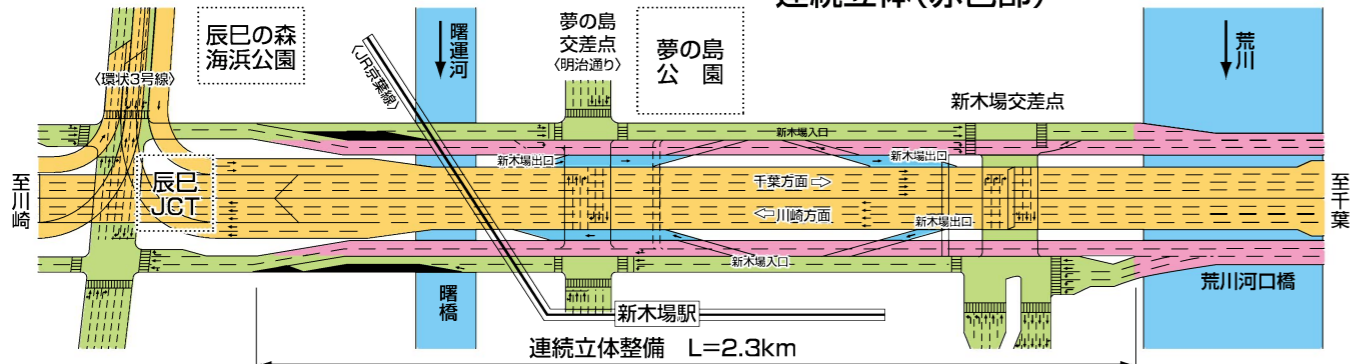 連続立体(赤色部)
辰巳の森
海浜公園
曙運河
夢の島
交差点
〈明治通り〉
夢の島
公園
荒川
〈環状3号線〉
〈JR京葉線〉
新木場交差点
新木場入口
新木場出口
新木場出口
辰巳
JCT
至川崎
千葉方面
至千葉
川崎方面
新木場出口
新木場入口
曙橋
新木場駅
荒川河口橋
連続立体整備 L=2.3km